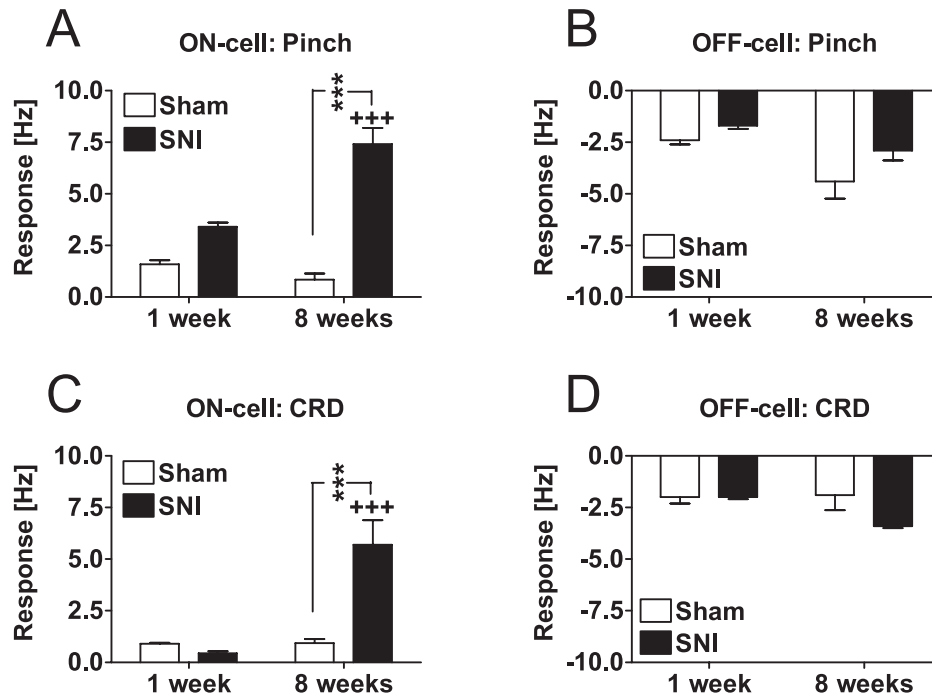 A
ON-cell: Pinch
Response [Hz]
10.0
7.5
5.0
2.5
0.0
Sham
SNI
***
+++
1 week
8 weeks
B
OFF-cell: Pinch
Response [Hz]
0.0
-2.5
-5.0
-7.5
-10.0
Sham
SNI
1 week
8 weeks
C
ON-cell: CRD
Response [Hz]
10.0
7.5
5.0
2.5
0.0
Sham
SNI
***
+++
1 week
8 weeks
D
OFF-cell: CRD
Response [Hz]
0.0
-2.5
-5.0
-7.5
-10.0
Sham
SNI
1 week
8 weeks